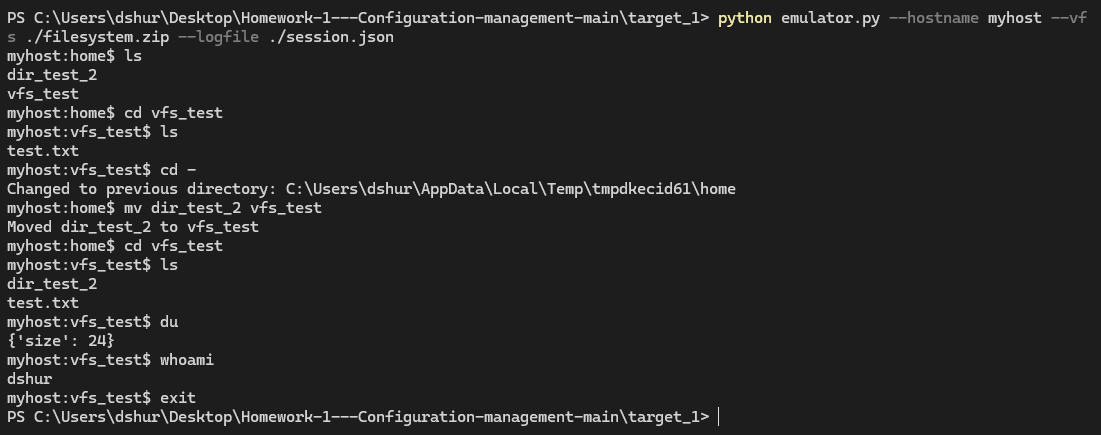 PS C:\Users\dshur\Desktop\Homework-1---Configuration-management-main\target_1> python emulator.py --hostname myhost --vf
s ./filesystem.zip --logfile ./session.json
myhost:home$ ls
dir_test_2
vfs_test
myhost:home$ cd vfs_test
myhost:vfs_test$ ls
test.txt
myhost:vfs_test$ cd -
Changed to previous directory: C:\Users\dshur\AppData\Local\Temp\tmpdkecid61\home
myhost:home$ mv dir_test_2 vfs_test
Moved dir_test_2 to vfs_test
myhost:home$ cd vfs_test
myhost:vfs_test$ ls
dir_test_2
test.txt
myhost:vfs_test$ du
{'size': 24}
myhost:vfs_test$ whoami
dshur
myhost:vfs_test$ exit
PS C:\Users\dshur\Desktop\Homework-1---Configuration-management-main\target_1>